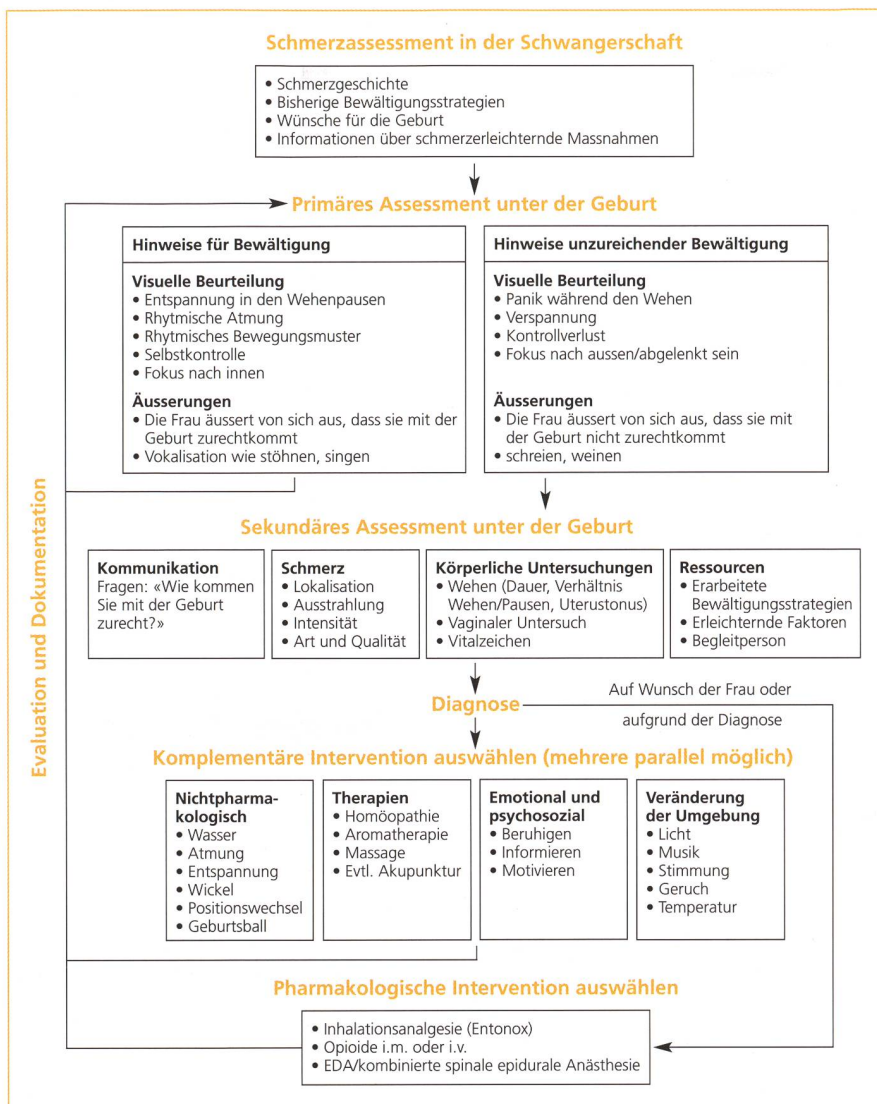 Schmerzassessment in der Schwangerschaft
• Schmerzgeschichte
• Bisherige Bewältigungsstrategien
• Wünsche für die Geburt
• Informationen über schmerzerleichternde Massnahmen
Primäres Assessment unter der Geburt
Hinweise für Bewältigung
Visuelle Beurteilung
• Entspannung in den Wehenpausen
• Rhytmische Atmung
• Rhytmisches Bewegungsmuster
• Selbstkontrolle
• Fokus nach innen
Äusserungen
• Die Frau äussert von sich aus, dass sie mit der
Geburt zurechtkommt
• Vokalisation wie stöhnen, singen
Hinweise unzureichender Bewältigung
Visuelle Beurteilung
• Panik während den Wehen
• Verspannung
• Kontrollverlust
• Fokus nach aussen/abgelenkt sein
Äusserungen
• Die Frau äussert von sich aus, dass sie mit
der Geburt nicht zurechtkommt
• schreien, weinen
Sekundäres Assessment unter der Geburt
Kommunikation
Fragen: «Wie kommen
Sie mit der Geburt
zurecht?»
Schmerz
• Lokalisation
• Ausstrahlung
• Intensität
• Art und Qualität
Körperliche Untersuchungen
• Wehen (Dauer, Verhältnis
Wehen/Pausen, Uterustonus)
• Vaginaler Untersuch
• Vitalzeichen
Ressourcen
• Erarbeitete
Bewältigungsstrategien
• Erleichternde Faktoren
• Begleitperson
Diagnose
Auf Wunsch der Frau oder
aufgrund der Diagnose
Komplementäre Intervention auswählen (mehrere parallel möglich)
Nichtpharma-
kologisch
• Wasser
• Atmung
• Entspannung
• Wickel
• Positionswechsel
• Geburtsball
Therapien
• Homöopathie
• Aromatherapie
• Massage
• Evtl. Akupunktur
Emotional und
psychosozial
• Beruhigen
• Informieren
• Motivieren
Veränderung
der Umgebung
• Licht
• Musik
• Stimmung
• Geruch
• Temperatur
Pharmakologische Intervention auswählen
• Inhalationsanalgesie (Entonox)
• Opioide i.m. oder i.v.
• EDA/kombinierte spinale epidurale Anästhesie
Evaluation und Dokumentation